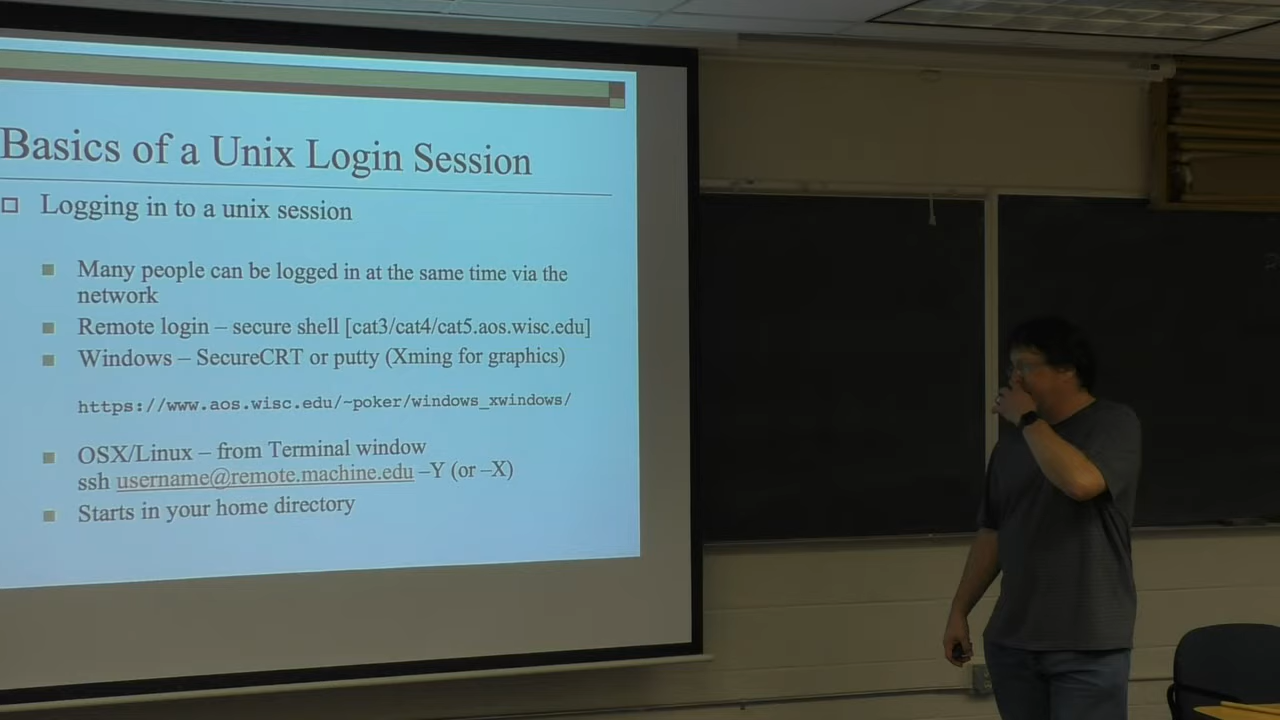 Basics of a Unix Login Session
Logging in to a unix session
Many people can be logged in at the same time via the
network
Remote login – secure shell [cat3/cat4/cat5.aos.wisc.edu]
Windows – SecureCRT or putty (Xming for graphics)
https://www.aos.wisc.edu/~poker/windows_xwindows/
OSX/Linux – from Terminal window
ssh username@remote.machine.edu –Y (or –X)
Starts in your home directory